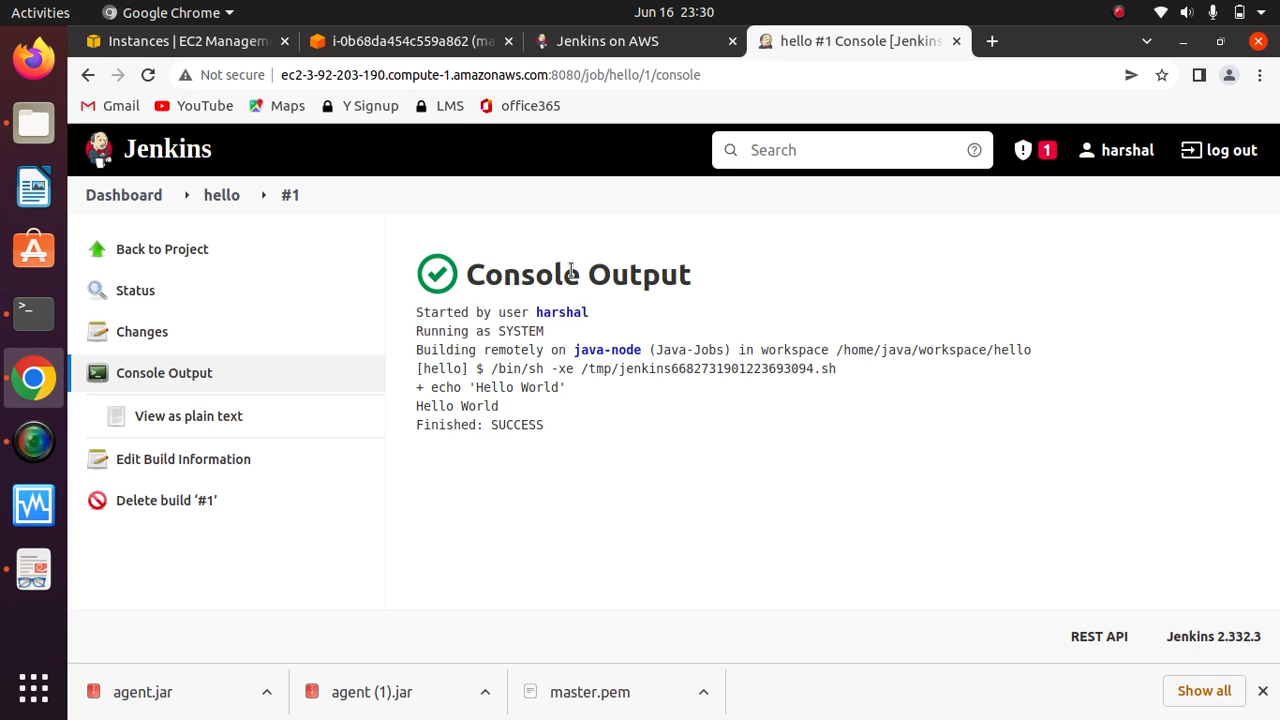 Activities
Google Chrome
Jun 16 23:30
Instances | EC2 Managem
i-0b68da454c559a862 (ma
Jenkins on AWS
hello #1 Console [Jenkins
Not secure
ec2-3-92-203-190.compute-1.amazonaws.com:8080/job/hello/1/console
Gmail
YouTube
Maps
Y Signup
LMS
office365
Jenkins
Search
1
harshal
log out
Dashboard
hello
#1
Back to Project
Status
Changes
Console Output
View as plain text
Edit Build Information
Delete build ‘#1’
Console Output
Started by user harshal
Running as SYSTEM
Building remotely on java-node (Java-Jobs) in workspace /home/java/workspace/hello
[hello] $ /bin/sh -xe /tmp/jenkins6682731901223693094.sh
+ echo 'Hello World'
Hello World
Finished: SUCCESS
REST API
Jenkins 2.332.3
agent.jar
agent (1).jar
master.pem
Show all